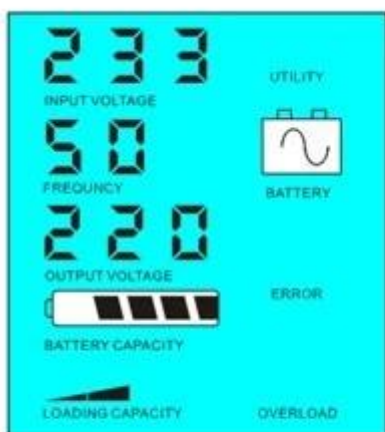 233
UTILITY
INPUT VOLTAGE
50
FREQUNCY
BATTERY
220
OUTPUT VOLTAGE
ERROR
BATTERY CAPACITY
LOADING CAPACITY
OVERLOAD